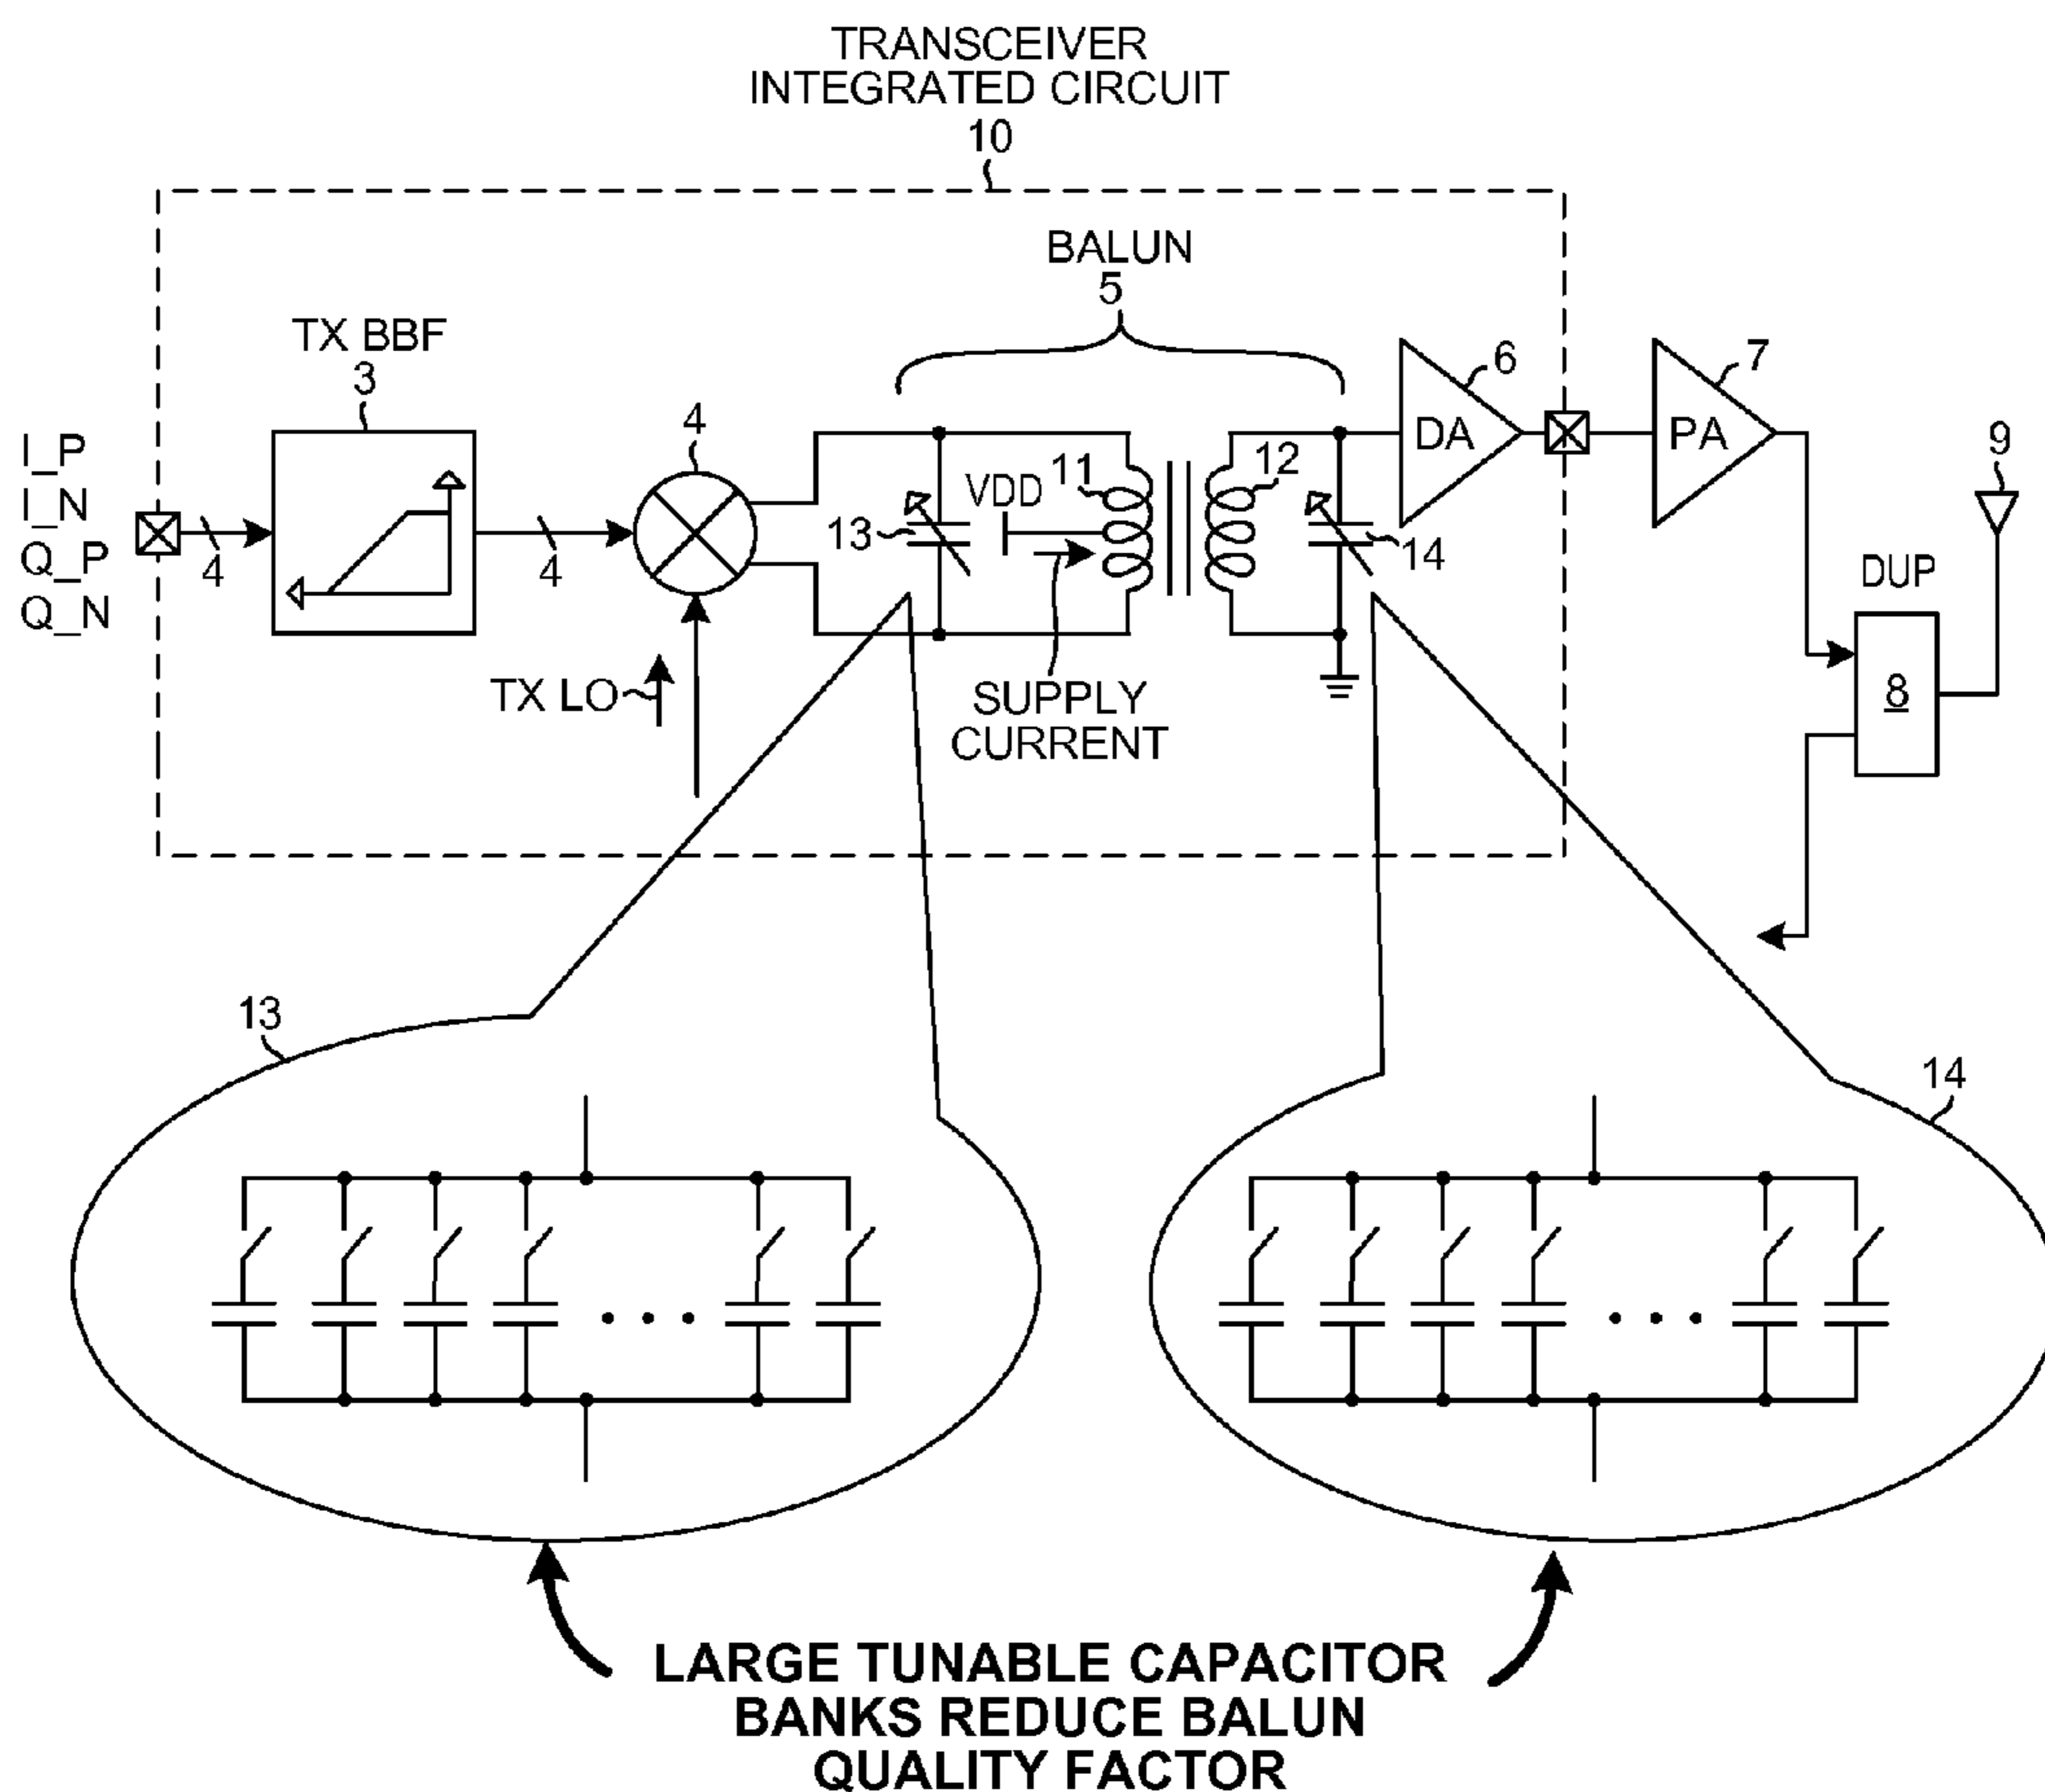 TRANSCEIVER
INTEGRATED CIRCUIT
10
BALUN
5
TX BBF
3
4
6
7
9
I_P
I_N
Q_P
Q_N
4
4
DA
PA
VDD
11
12
13
14
DUP
8
TX LO
SUPPLY
CURRENT
13
14
LARGE TUNABLE CAPACITOR
BANKS REDUCE BALUN
QUALITY FACTOR